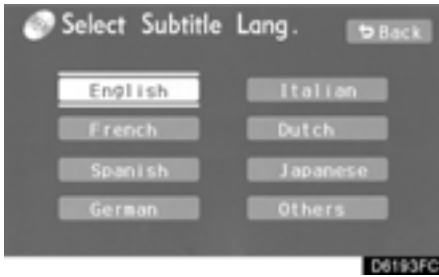 Select Subtitle Lang.
Back
English Italian
French Dutch
Spanish Japanese
German Others
D6193FC